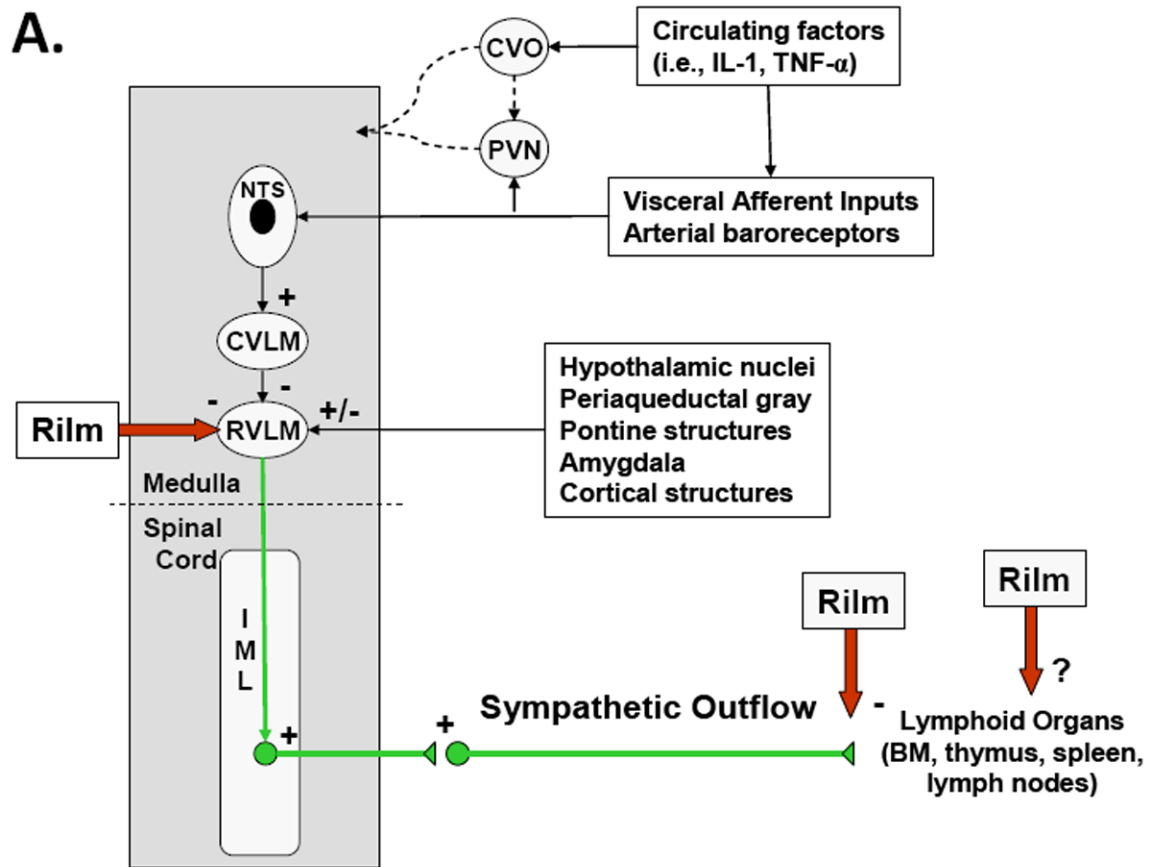 A.
CVO
Circulating factors
(i.e., IL-1, TNF-α)
PVN
NTS
Visceral Afferent Inputs
Arterial baroreceptors
+
CVLM
-
Hypothalamic nuclei
Periaqueductal gray
Pontine structures
Amygdala
Cortical structures
Rilm
-
RVLM
+/-
Medulla
Spinal
Cord
I
M
L
Rilm
Rilm
?
-
Sympathetic Outflow
+
+
Lymphoid Organs
(BM, thymus, spleen,
lymph nodes)